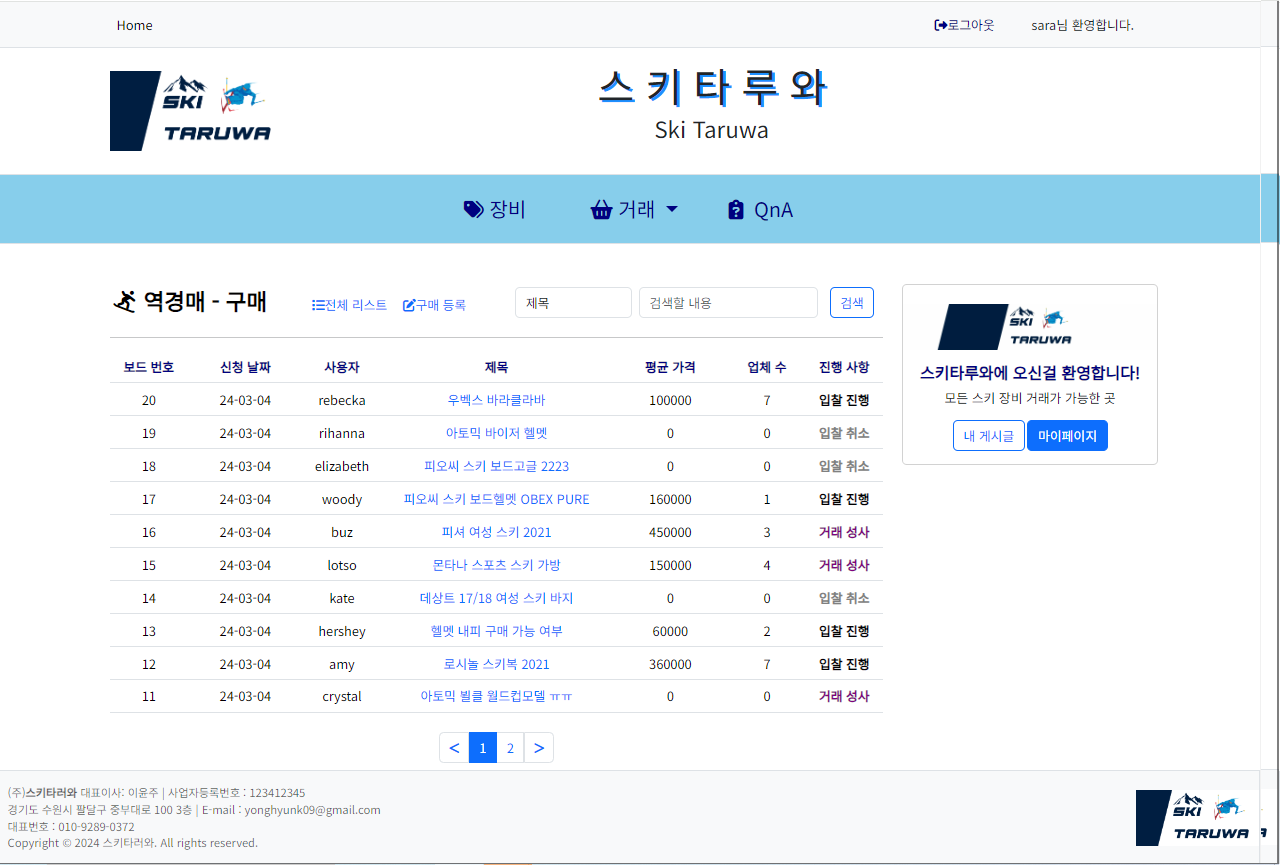 Home 로그아웃 sara님 환영합니다.
SKI
TARUWA
스키타루와
Ski Taruwa
장비 거래 QnA
역경매 - 구매 전체 리스트 구매 등록 제목 검색할 내용 검색
보드 번호 신청 날짜 사용자 제목 평균 가격 업체 수 진행 사항
20 24-03-04 rebecka 우벡스 바라클라바 100000 7 입찰 진행
19 24-03-04 rihanna 아토믹 바이저 헬멧 0 0 입찰 취소
18 24-03-04 elizabeth 피오씨 스키 보드고글 2223 0 0 입찰 취소
17 24-03-04 woody 피오씨 스키 보드헬멧 OBEX PURE 160000 1 입찰 진행
16 24-03-04 buz 피셔 여성 스키 2021 450000 3 거래 성사
15 24-03-04 lotso 몬타나 스포츠 스키 가방 150000 4 거래 성사
14 24-03-04 kate 데상트 17/18 여성 스키 바지 0 0 입찰 취소
13 24-03-04 hershey 헬멧 내피 구매 가능 여부 60000 2 입찰 진행
12 24-03-04 amy 로시놀 스키복 2021 360000 7 입찰 진행
11 24-03-04 crystal 아토믹 뵐클 월드컵모델 ㅠㅠ 0 0 거래 성사
< 1 2 >
SKI
TARUWA
스키타루와에 오신걸 환영합니다!
모든 스키 장비 거래가 가능한 곳
내 게시글 마이페이지
(주)스키타러와 대표이사: 이윤주 | 사업자등록번호 : 123412345
경기도 수원시 팔달구 중부대로 100 3층 | E-mail : yonghyunk09@gmail.com
대표번호 : 010-9289-0372
Copyright © 2024 스키타러와. All rights reserved.
SKI
TARUWA